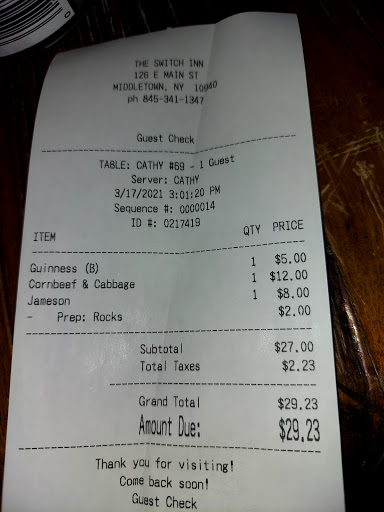 THE SWITCH INN
126 E MAIN ST
MIDDLETOWN, NY 10940
ph 845-341-1347
Guest Check
TABLE: CATHY #69 - 1 Guest
Server: CATHY
3/17/2021 3:01:20 PM
Sequence #: 0000014
ID #: 0217419
ITEM QTY PRICE
Guinness (B) 1 $5.00
Cornbeef & Cabbage 1 $12.00
Jameson 1 $8.00
- Prep: Rocks $2.00
Subtotal $27.00
Total Taxes $2.23
Grand Total $29.23
Amount Due: $29.23
Thank you for visiting!
Come back soon!
Guest Check